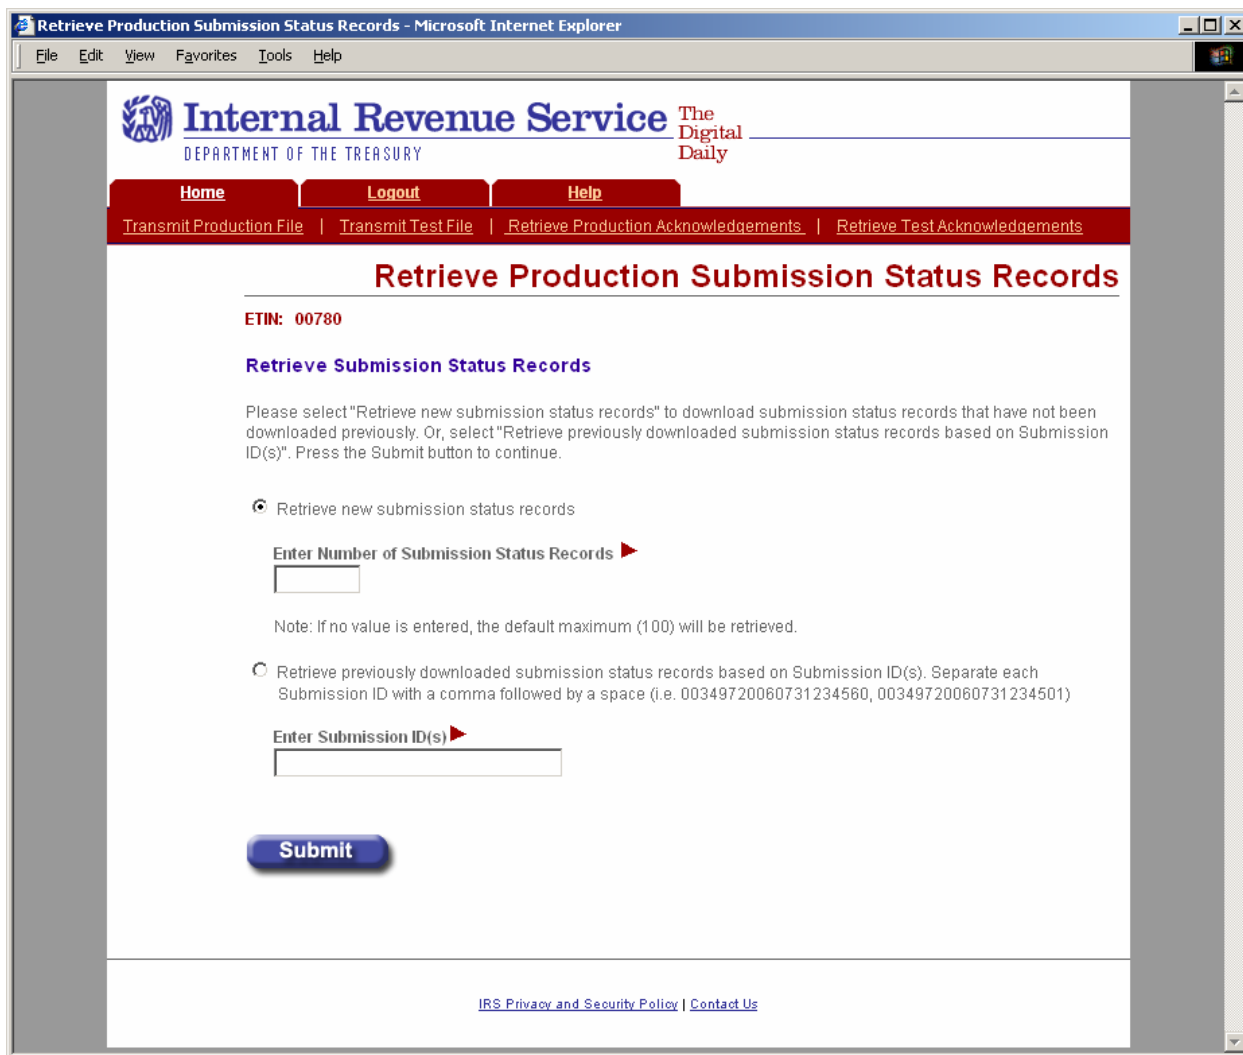 Retrieve Production Submission Status Records - Microsoft Internet Explorer
File Edit View Favorites Tools Help
Internal Revenue Service
DEPARTMENT OF THE TREASURY
The
Digital
Daily
Home Logout Help
Transmit Production File | Transmit Test File | Retrieve Production Acknowledgements | Retrieve Test Acknowledgements
Retrieve Production Submission Status Records
ETIN: 00780
Retrieve Submission Status Records
Please select "Retrieve new submission status records" to download submission status records that have not been
downloaded previously. Or, select "Retrieve previously downloaded submission status records based on Submission
ID(s)". Press the Submit button to continue.
Retrieve new submission status records
Enter Number of Submission Status Records
Note: If no value is entered, the default maximum (100) will be retrieved.
Retrieve previously downloaded submission status records based on Submission ID(s). Separate each
Submission ID with a comma followed by a space (i.e. 00349720060731234560, 00349720060731234501)
Enter Submission ID(s)
Submit
IRS Privacy and Security Policy | Contact Us